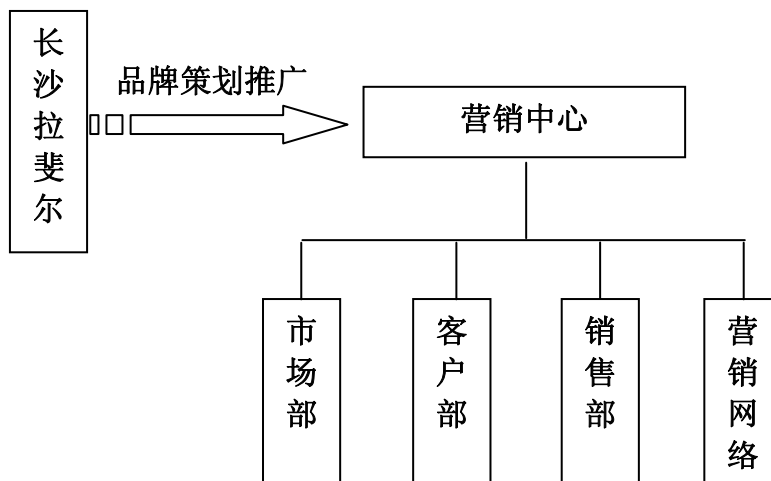 长沙拉斐尔
品牌策划推广
营销中心
市场部
客户部
销售部
营销网络